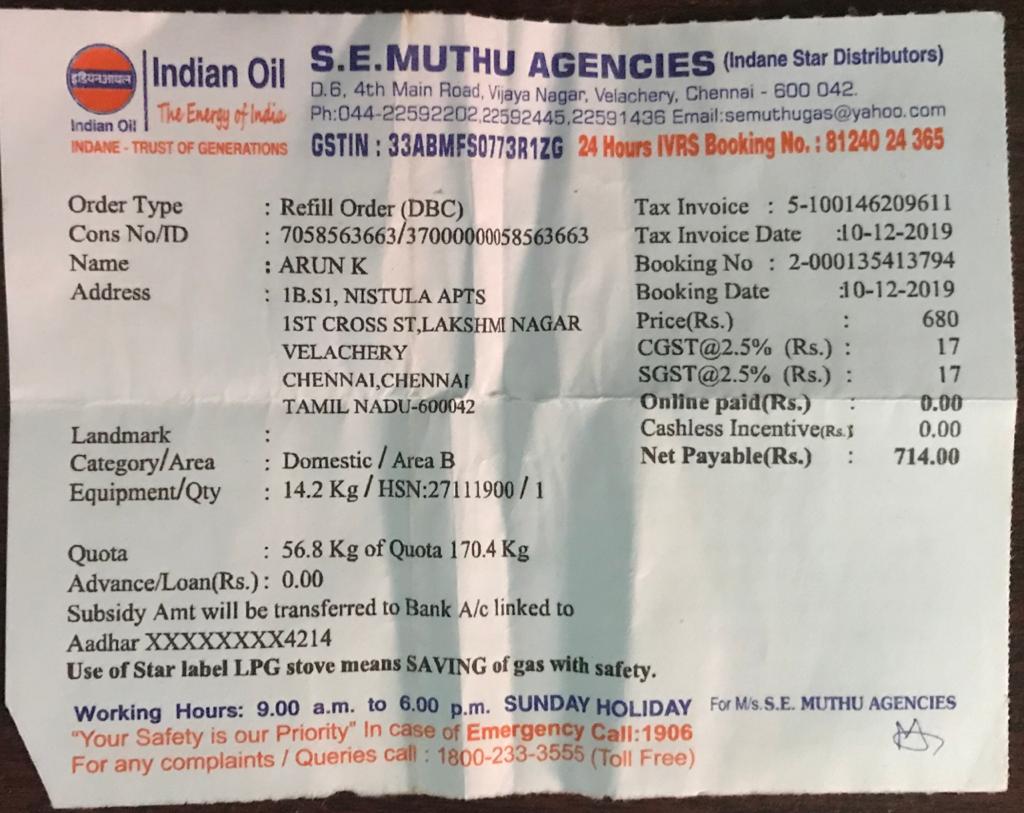 इंडियनऑयल
Indian Oil
Indian Oil
The Energy of India
INDANE - TRUST OF GENERATIONS
S.E.MUTHU AGENCIES (Indane Star Distributors)
D.6, 4th Main Road, Vijaya Nagar, Velachery, Chennai - 600 042.
Ph:044-22592202,22592445,22591436 Email:semuthugas@yahoo.com
GSTIN : 33ABMFS0773R1ZG 24 Hours IVRS Booking No. : 81240 24 365
Order Type : Refill Order (DBC)
Cons No/ID : 7058563663/37000000058563663
Name : ARUN K
Address : 1B.S1, NISTULA APTS
1ST CROSS ST,LAKSHMI NAGAR
VELACHERY
CHENNAI,CHENNAI
TAMIL NADU-600042
Landmark :
Category/Area : Domestic / Area B
Equipment/Qty : 14.2 Kg / HSN:27111900 / 1
Quota : 56.8 Kg of Quota 170.4 Kg
Advance/Loan(Rs.) : 0.00
Subsidy Amt will be transferred to Bank A/c linked to
Aadhar XXXXXXXX4214
Use of Star label LPG stove means SAVING of gas with safety.
Tax Invoice : 5-100146209611
Tax Invoice Date :10-12-2019
Booking No : 2-000135413794
Booking Date :10-12-2019
Price(Rs.) : 680
CGST@2.5% (Rs.) : 17
SGST@2.5% (Rs.) : 17
Online paid(Rs.) : 0.00
Cashless Incentive(Rs.) 0.00
Net Payable(Rs.) : 714.00
Working Hours: 9.00 a.m. to 6.00 p.m. SUNDAY HOLIDAY
For M/s. S.E. MUTHU AGENCIES
"Your Safety is our Priority" In case of Emergency Call:1906
For any complaints / Queries call : 1800-233-3555 (Toll Free)